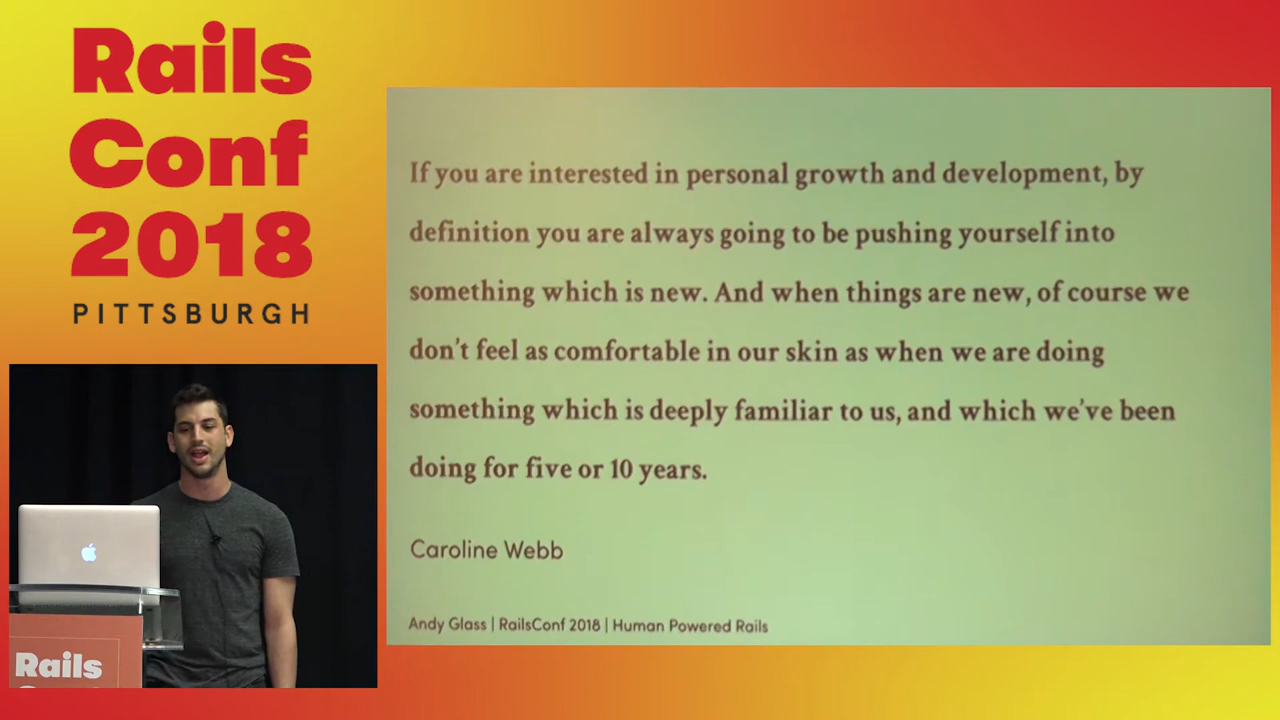 Rails
Conf
2018
PITTSBURGH
If you are interested in personal growth and development, by
definition you are always going to be pushing yourself into
something which is new. And when things are new, of course we
don't feel as comfortable in our skin as when we are doing
something which is deeply familiar to us, and which we've been
doing for five or 10 years.
Caroline Webb
Andy Glass | RailsConf 2018 | Human Powered Rails
Rails